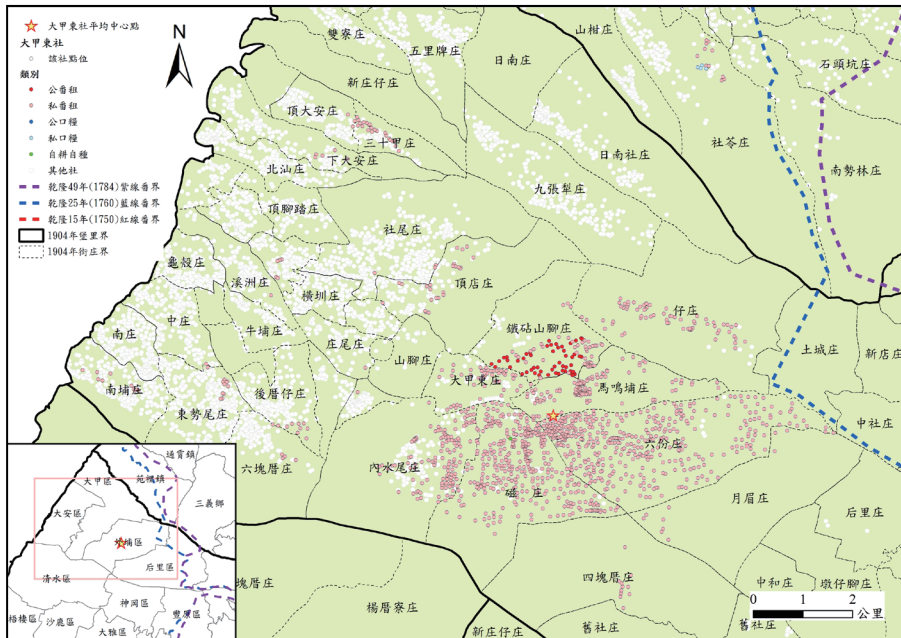 大甲東社平均中心點
大甲東社
該社點位
類別
公番租
私番租
公口糧
私口糧
自耕自種
其他社
乾隆49年(1784)紫線番界
乾隆25年(1760)藍線番界
乾隆15年(1750)紅線番界
1904年堡里界
1904年街庄界
N
雙寮庄
五里牌庄
日南庄
山柑庄
石頭坑庄
新庄仔庄
頂大安庄
三十甲庄
社苓庄
下大安庄
日南社庄
南勢林庄
北汕庄
九張犁庄
頂腳踏庄
社尾庄
龜殼庄
溪洲庄
橫圳庄
頂店庄
中庄
牛埔庄
仔庄
南庄
庄尾庄
鐵砧山腳庄
土城庄
新店庄
山腳庄
大甲東庄
馬鳴埔庄
南埔庄
後厝仔庄
東勢尾庄
中社庄
六份庄
六塊厝庄
內水尾庄
磁 庄
月眉庄
后里庄
四塊厝庄
中和庄
墩仔腳庄
塊厝庄
楊厝寮庄
新庄仔庄
舊社庄
舊社庄
通霄鎮
大甲區
苑裡鎮
三義鄉
大安區
外埔區
后里區
清水區
神岡區
豐原區
梧棲區
沙鹿區
大雅區
0 1 2
公里